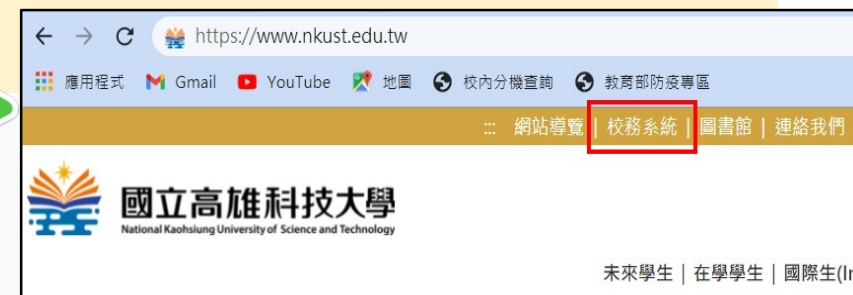 https://www.nkust.edu.tw
應用程式 Gmail YouTube 地圖 校內分機查詢 教育部防疫專區
::: 網站導覽 | 校務系統 | 圖書館 | 連絡我們
國立高雄科技大學
National Kaohsiung University of Science and Technology
未來學生 | 在學學生 | 國際生(In